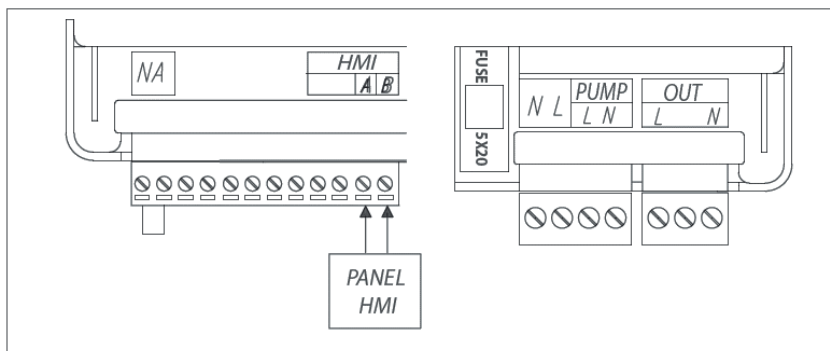 NA
HMI
A B
PANEL
HMI
FUSE
5X20
N L
PUMP
L N
OUT
L N